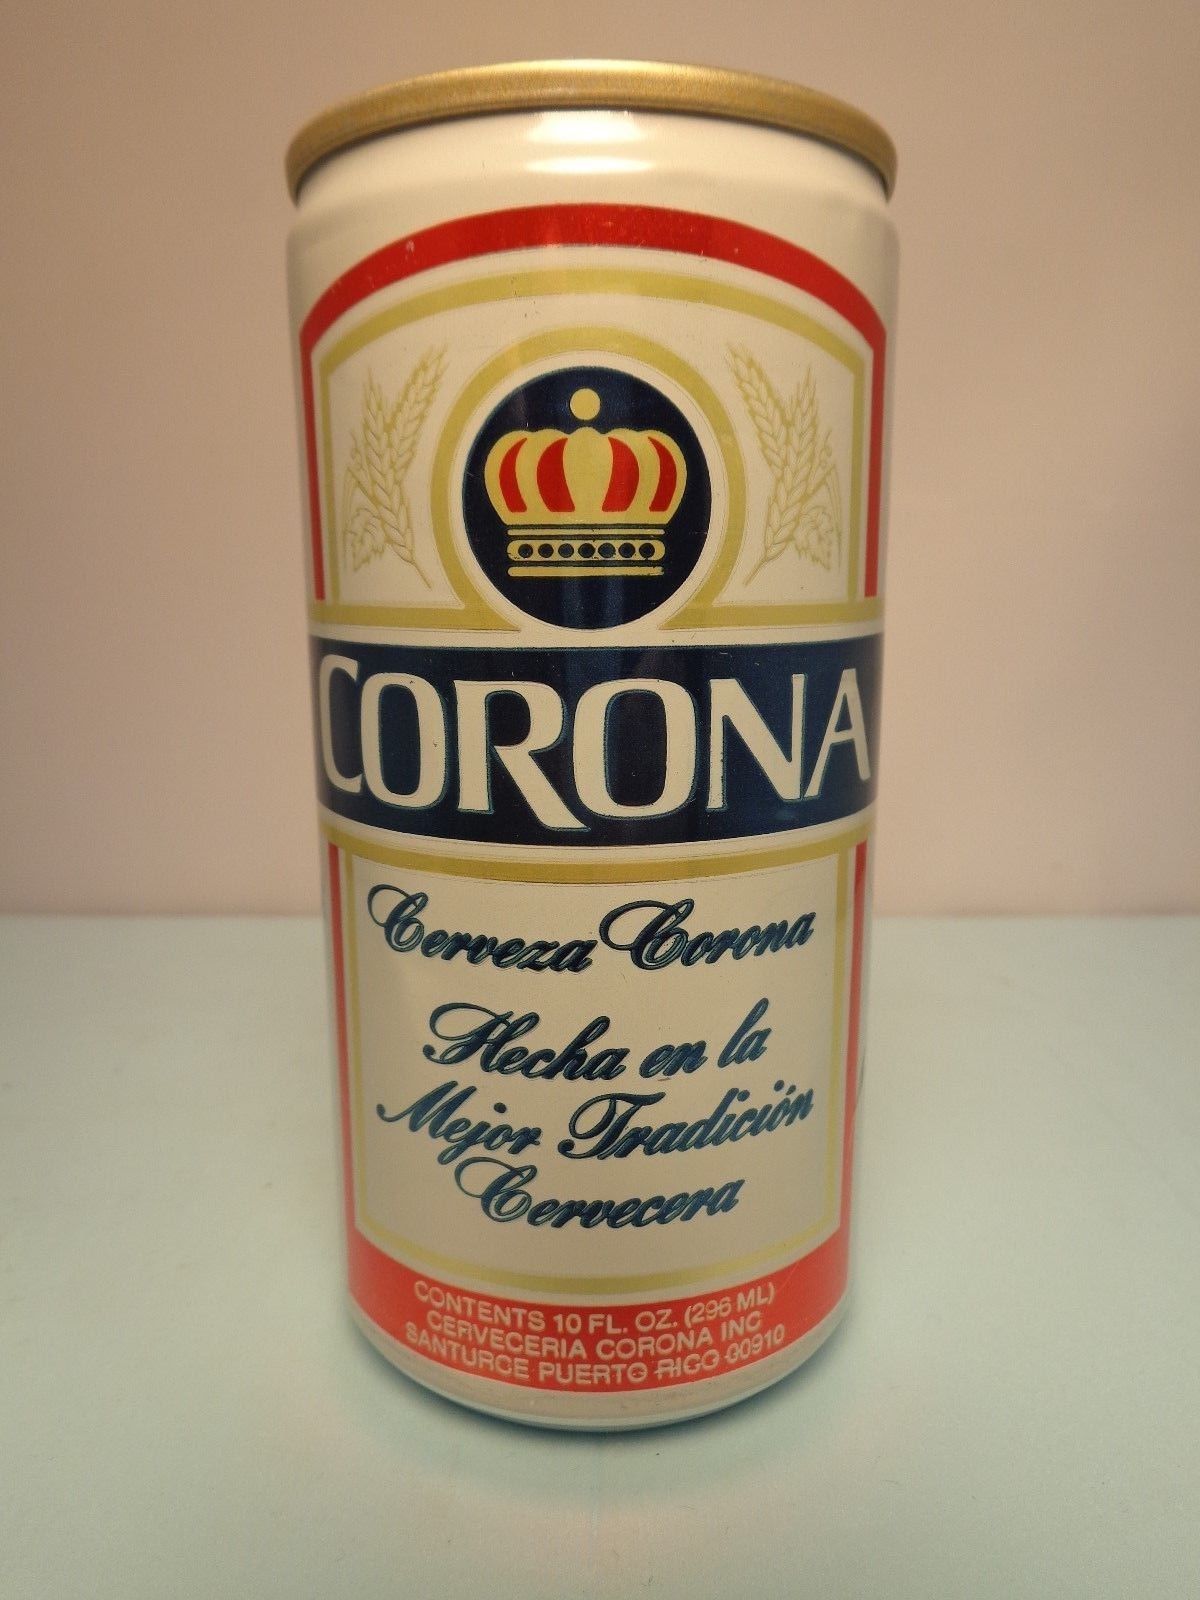 CORONA
Cerveza Corona
Hecha en la
Mejor Tradición
Cervecera
CONTENTS 10 FL. OZ. (296 ML)
CERVECERIA CORONA INC
SANTURCE PUERTO RICO 00910